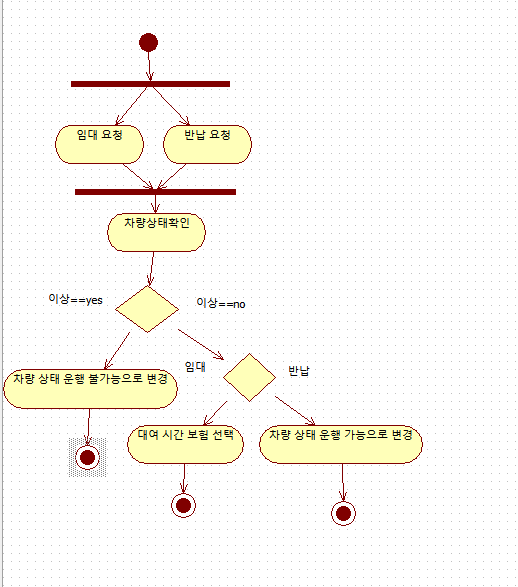 임대 요청
반납 요청
차량상태확인
이상==yes
이상==no
임대
반납
차량 상태 운행 불가능으로 변경
대여 시간 보험 선택
차량 상태 운행 가능으로 변경